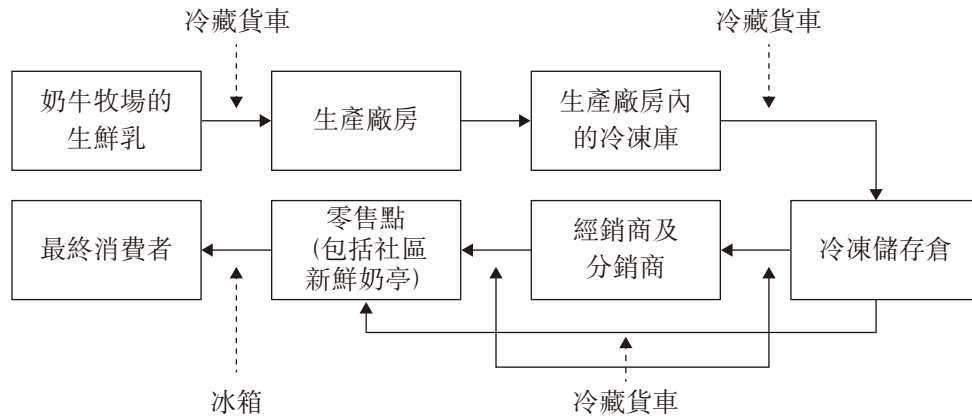 冷藏貨車
冷藏貨車
奶牛牧場的
生鮮乳
生產廠房
生產廠房內
的冷凍庫
最終消費者
零售點
(包括社區
新鮮奶亭)
經銷商及
分銷商
冷凍儲存倉
冰箱
冷藏貨車